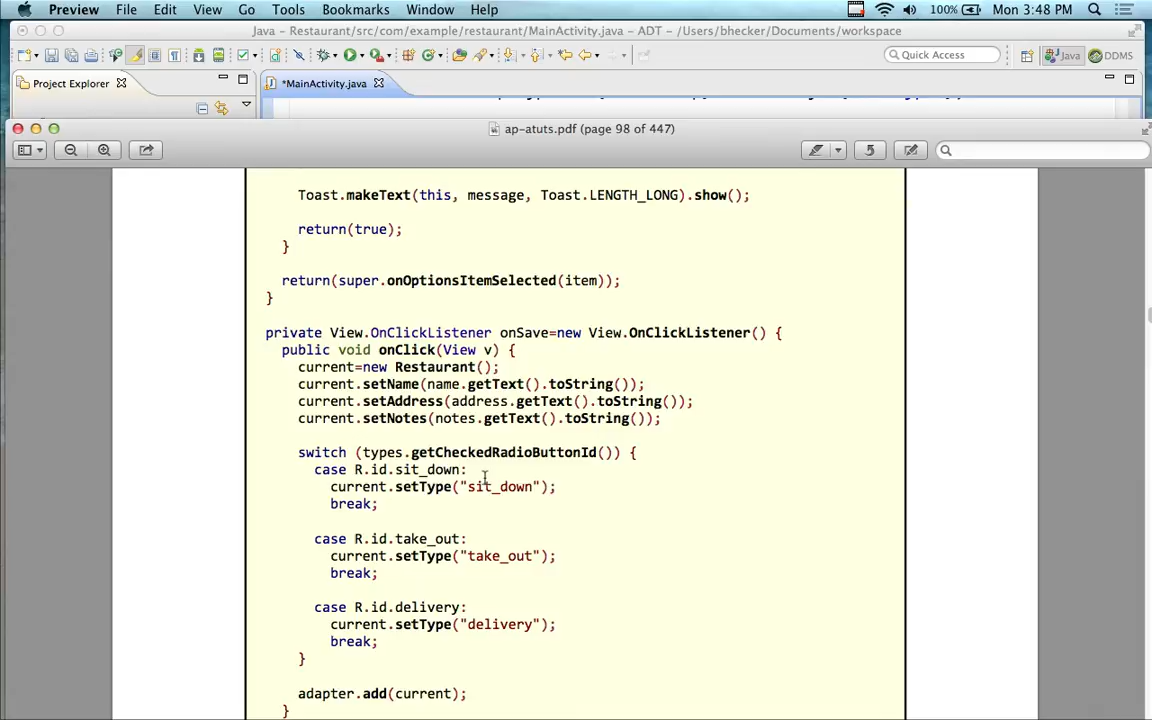 Preview File Edit View Go Tools Bookmarks Window Help 100% Mon 3:48 PM
Java – Restaurant/src/com/example/restaurant/MainActivity.java – ADT – /Users/bhecker/Documents/workspace
Quick Access Java DDMS
Project Explorer *MainActivity.java
ap-atuts.pdf (page 98 of 447)
Toast.makeText(this, message, Toast.LENGTH_LONG).show();
return(true);
}
return(super.onOptionsItemSelected(item));
}
private View.OnClickListener onSave=new View.OnClickListener() {
public void onClick(View v) {
current=new Restaurant();
current.setName(name.getText().toString());
current.setAddress(address.getText().toString());
current.setNotes(notes.getText().toString());
switch (types.getCheckedRadioButtonId()) {
case R.id.sit_down:
current.setType("sit_down");
break;
case R.id.take_out:
current.setType("take_out");
break;
case R.id.delivery:
current.setType("delivery");
break;
}
adapter.add(current);
}